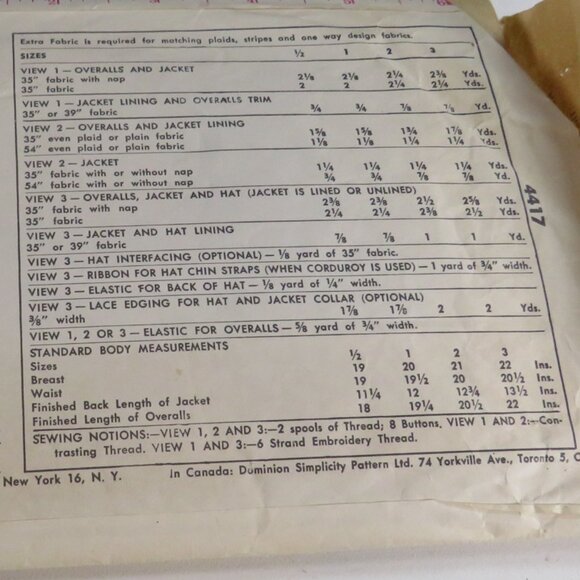 Extra Fabric is required for matching plaids, stripes and one way design fabrics.
SIZES ½ 1 2 3
VIEW 1 — OVERALLS AND JACKET
35" fabric with nap 2⅛ 2⅛ 2¼ 2⅜ Yds.
35" fabric 2 2 2¼ 2¼ Yds.
VIEW 1 — JACKET LINING AND OVERALLS TRIM
35" or 39" fabric ¾ ¾ ⅞ ⅞ Yd.
VIEW 2 — OVERALLS AND JACKET LINING
35" even plaid or plain fabric 1⅝ 1⅝ 1¾ 1⅞ Yds.
54" even plaid or plain fabric 1⅛ 1⅛ 1¼ 1¼ Yds.
VIEW 2 — JACKET
35" fabric with or without nap 1¼ 1¼ 1¼ 1¼ Yds.
54" fabric with or without nap ¾ ¾ ⅞ ⅞ Yd.
VIEW 3 — OVERALLS, JACKET AND HAT (JACKET IS LINED OR UNLINED)
35" fabric with nap 2⅜ 2⅜ 2½ 2⅝ Yds.
35" fabric 2¼ 2¼ 2⅜ 2½ Yds.
VIEW 3 — JACKET AND HAT LINING
35" or 39" fabric ⅞ ⅞ 1 1 Yd.
VIEW 3 — HAT INTERFACING (OPTIONAL) — ⅛ yard of 35" fabric.
VIEW 3 — RIBBON FOR HAT CHIN STRAPS (WHEN CORDUROY IS USED) — 1 yard of ¾" width.
VIEW 3 — ELASTIC FOR BACK OF HAT — ⅛ yard of ¼" width.
VIEW 3 — LACE EDGING FOR HAT AND JACKET COLLAR (OPTIONAL)
⅜" width 1⅞ 1⅞ 2 2 Yds.
VIEW 1, 2 OR 3 — ELASTIC FOR OVERALLS — ⅝ yard of ¾" width.
STANDARD BODY MEASUREMENTS
Sizes ½ 1 2 3
Breast 19 20 21 22 Ins.
Waist 19 19½ 20 20½ Ins.
Finished Back Length of Jacket 11¼ 12 12¾ 13½ Ins.
Finished Length of Overalls 18 19¼ 20½ 22 Ins.
SEWING NOTIONS:—VIEW 1, 2 AND 3:—2 spools of Thread; 8 Buttons. VIEW 1 AND 2:—Con-
trasting Thread. VIEW 1 AND 3:—6 Strand Embroidery Thread.
4417
New York 16, N. Y. In Canada: Dominion Simplicity Pattern Ltd. 74 Yorkville Ave., Toronto 5,